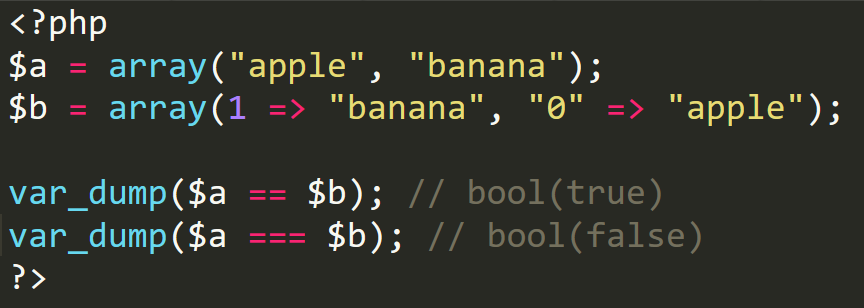 <?php
$a = array("apple", "banana");
$b = array(1 => "banana", "0" => "apple");
var_dump($a == $b); // bool(true)
var_dump($a === $b); // bool(false)
?>